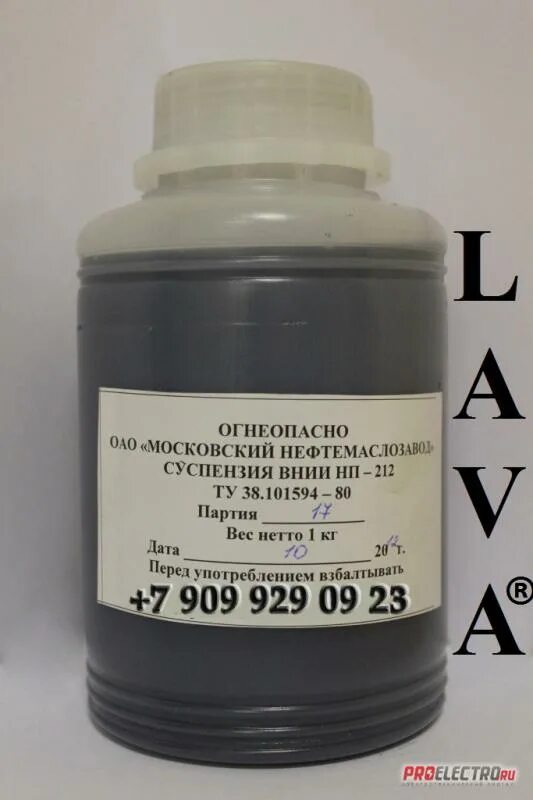 ОГНЕОПАСНО
ОАО «МОСКОВСКИЙ НЕФТЕМАСЛОЗАВОД»
СУСПЕНЗИЯ ВНИИ НП – 212
ТУ 38.101594 – 80
Партия 17
Вес нетто 1 кг
Дата 10 2012 г.
Перед употреблением взбалтывать
+7 909 929 09 23
L
A
V
A®
PROELECTRO.RU